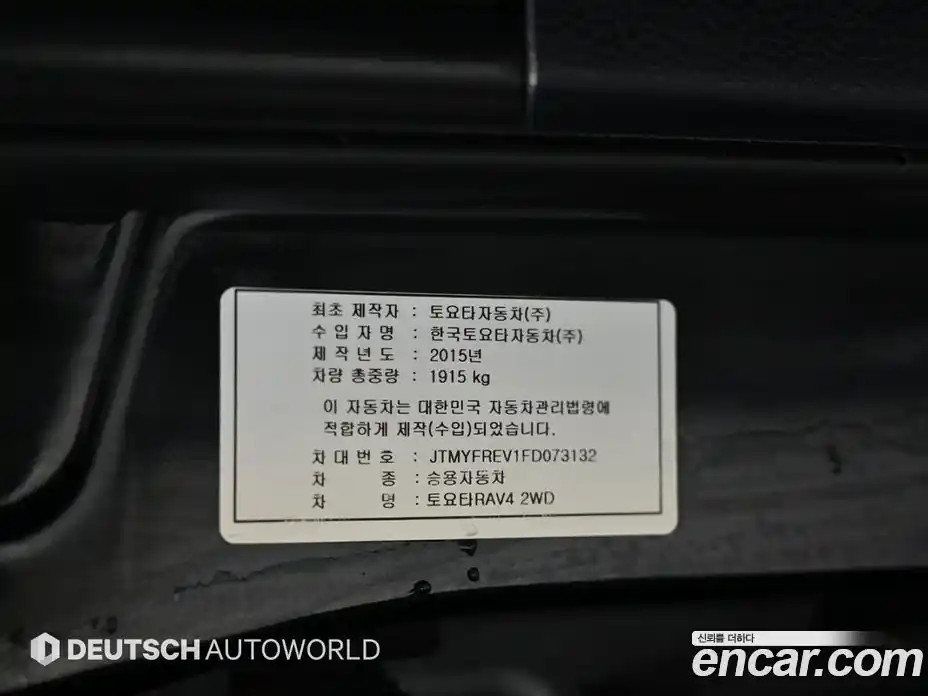 최초 제작자 : 토요타자동차(주)
수 입 자 명 : 한국토요타자동차(주)
제 작 년 도 : 2015년
차량 총중량 : 1915 kg
이 자동차는 대한민국 자동차관리법령에
적합하게 제작(수입)되었습니다.
차 대 번 호 : JTMYFREV1FD073132
차 종 : 승용자동차
차 명 : 토요타RAV4 2WD
DEUTSCH AUTOWORLD
신뢰를 더하다
encar.com